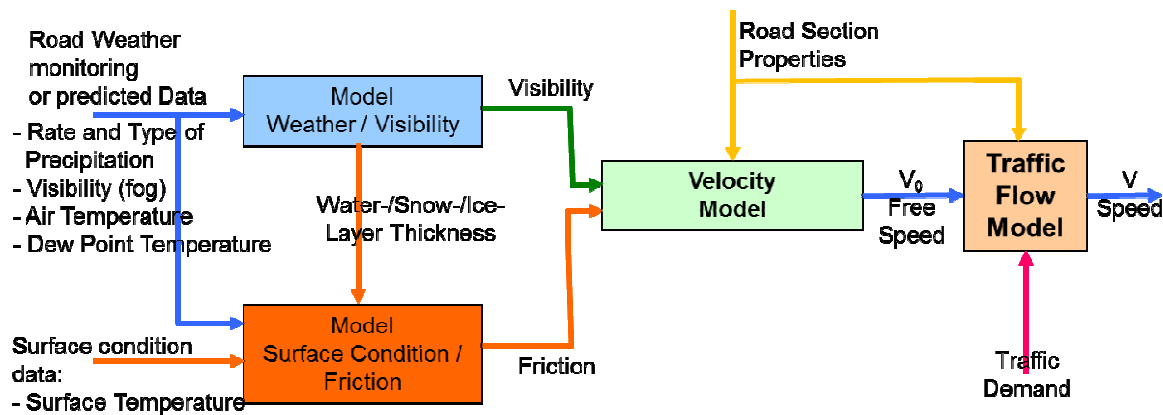 Road Weather
monitoring
or predicted Data
- Rate and Type of
Precipitation
- Visibility (fog)
- Air Temperature
- Dew Point Temperature
Surface condition
data:
- Surface Temperature
Model
Weather / Visibility
Water-/Snow-/Ice-
Layer Thickness
Model
Surface Condition /
Friction
Visibility
Friction
Road Section
Properties
Velocity
Model
V0
Free
Speed
Traffic
Flow
Model
V
Speed
Traffic
Demand